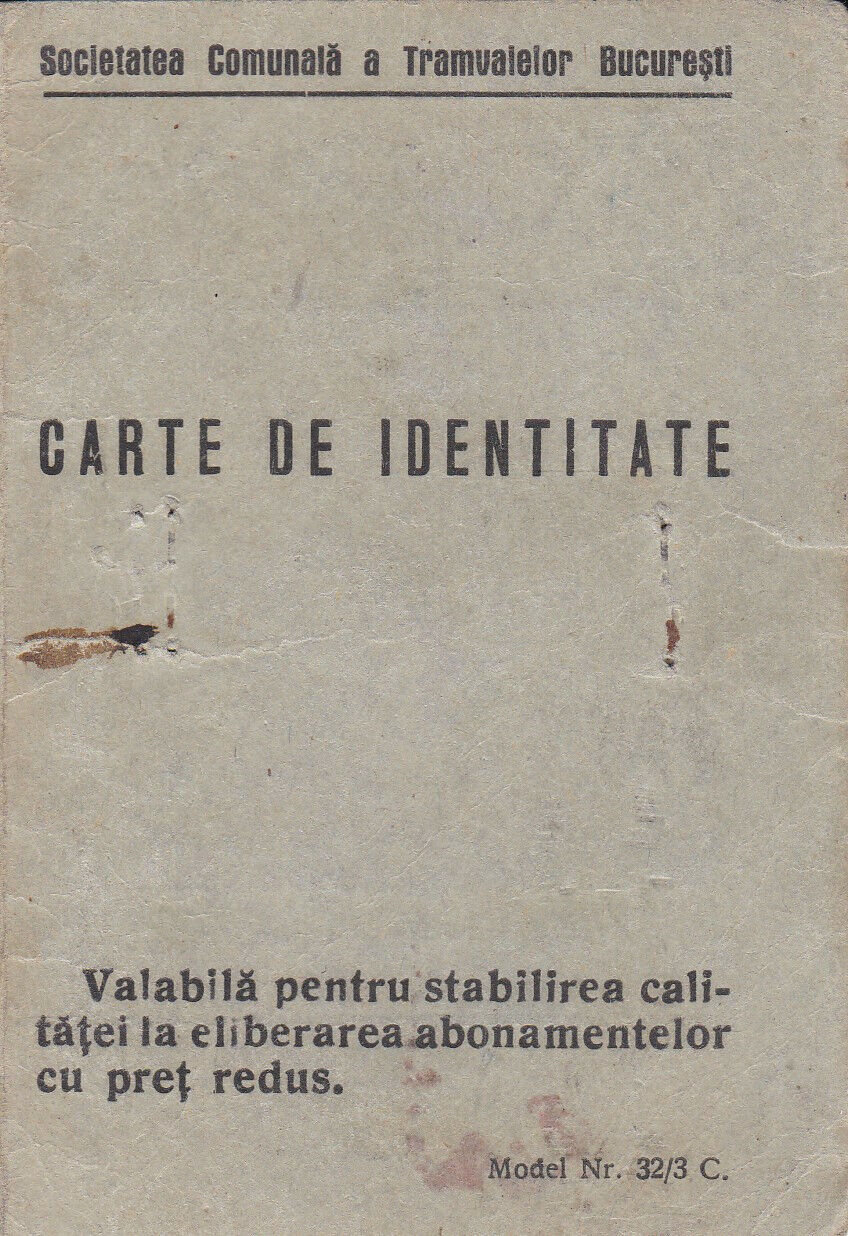 Societatea Comunală a Tramvaielor București
CARTE DE IDENTITATE
Valabilă pentru stabilirea cali-
tăței la eliberarea abonamentelor
cu preț redus.
Model Nr. 32/3 C.